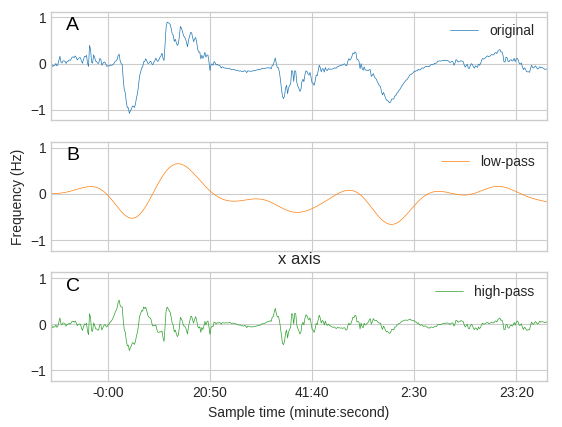 A
original
1
0
−1
B
low-pass
1
0
−1
Frequency (Hz)
x axis
C
high-pass
1
0
−1
-0:00 20:50 41:40 2:30 23:20
Sample time (minute:second)